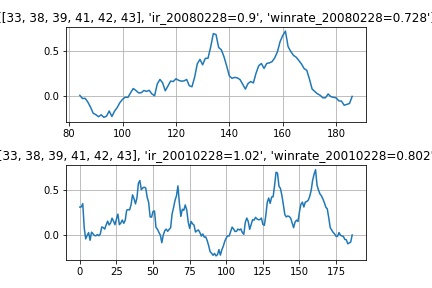 [33, 38, 39, 41, 42, 43], 'ir_20080228=0.9', 'winrate_20080228=0.728'
0.5
0.0
80 100 120 140 160 180
[33, 38, 39, 41, 42, 43], 'ir_20010228=1.02', 'winrate_20010228=0.802'
0.5
0.0
0 25 50 75 100 125 150 175